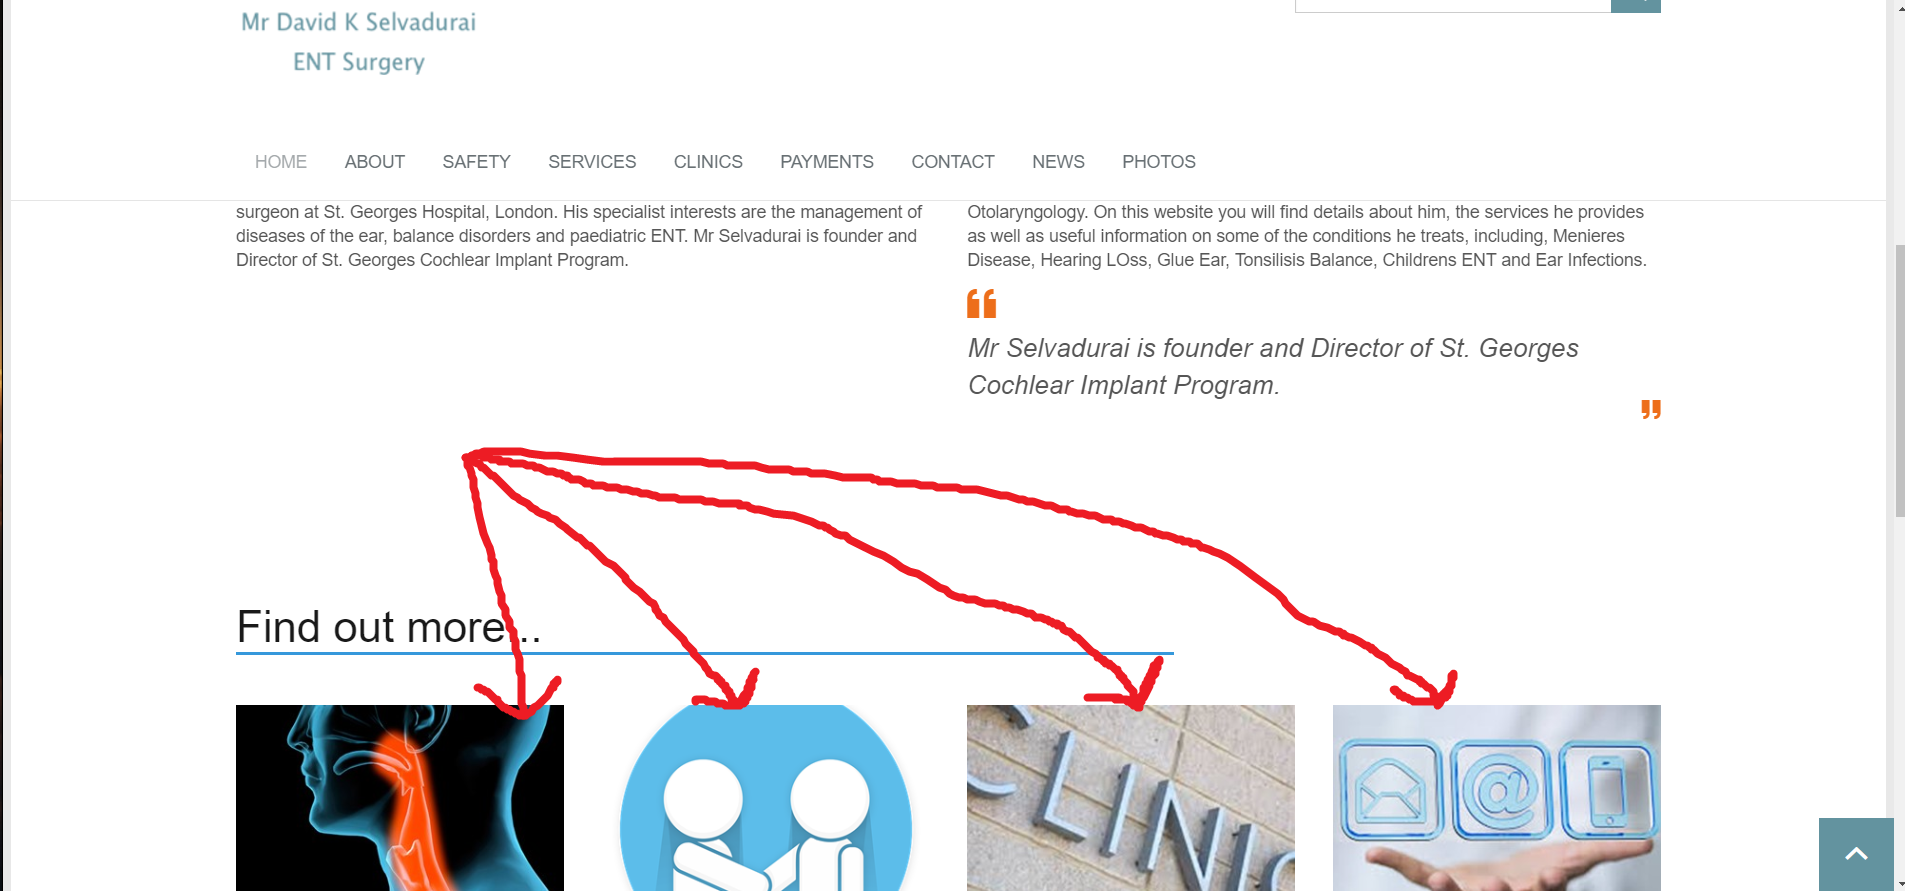 Mr David K Selvadurai
ENT Surgery
HOME ABOUT SAFETY SERVICES CLINICS PAYMENTS CONTACT NEWS PHOTOS
surgeon at St. Georges Hospital, London. His specialist interests are the management of
diseases of the ear, balance disorders and paediatric ENT. Mr Selvadurai is founder and
Director of St. Georges Cochlear Implant Program.
Otolaryngology. On this website you will find details about him, the services he provides
as well as useful information on some of the conditions he treats, including, Menieres
Disease, Hearing LOss, Glue Ear, Tonsilisis Balance, Childrens ENT and Ear Infections.
“
Mr Selvadurai is founder and Director of St. Georges
Cochlear Implant Program.
”
Find out more...
CLINIC
@